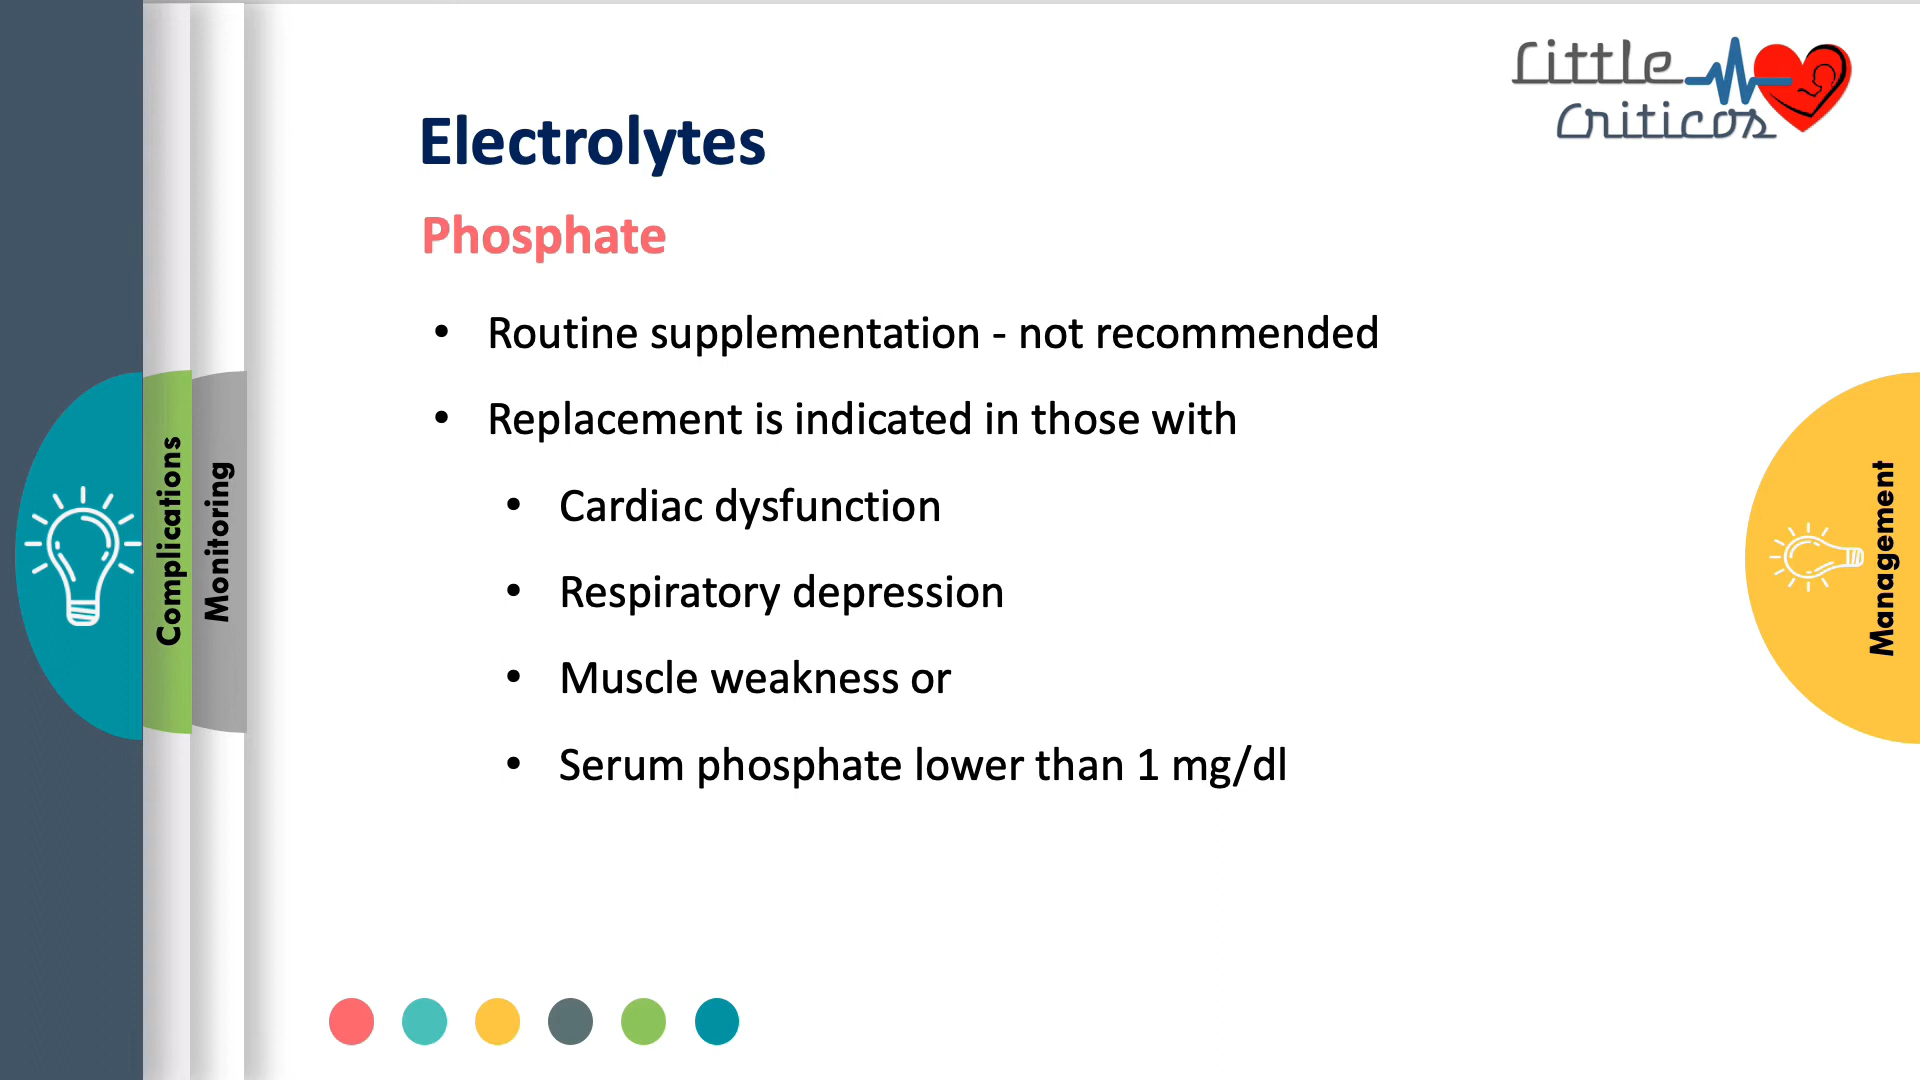 Little
Criticos
Electrolytes
Phosphate
• Routine supplementation - not recommended
• Replacement is indicated in those with
• Cardiac dysfunction
• Respiratory depression
• Muscle weakness or
• Serum phosphate lower than 1 mg/dl
Complications
Monitoring
Management